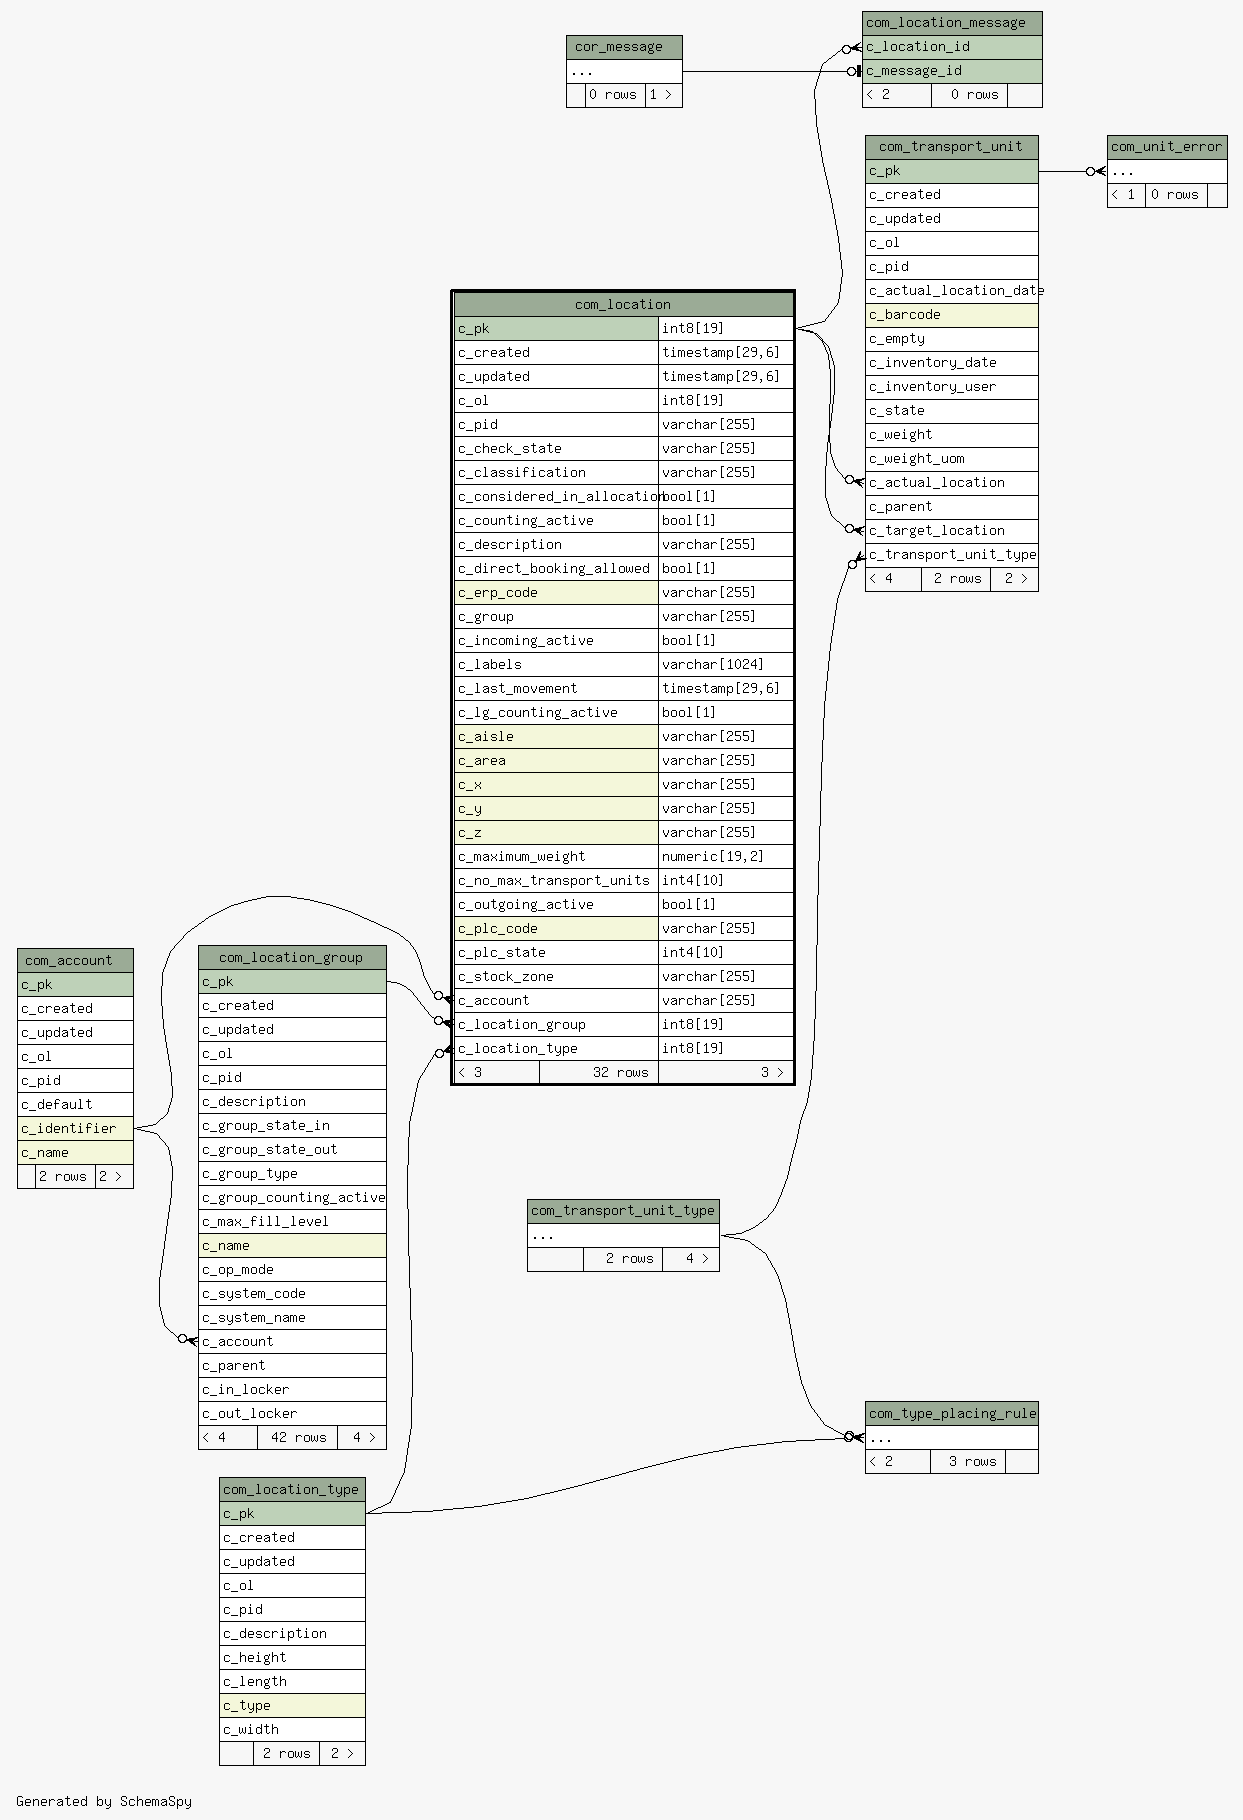 com_location_message
c_location_id
c_message_id
< 2 0 rows
cor_message
...
0 rows 1 >
com_transport_unit
c_pk
c_created
c_updated
c_ol
c_pid
c_actual_location_date
c_barcode
c_empty
c_inventory_date
c_inventory_user
c_state
c_weight
c_weight_uom
c_actual_location
c_parent
c_target_location
c_transport_unit_type
< 4 2 rows 2 >
com_unit_error
...
< 1 0 rows
com_location
c_pk int8[19]
c_created timestamp[29,6]
c_updated timestamp[29,6]
c_ol int8[19]
c_pid varchar[255]
c_check_state varchar[255]
c_classification varchar[255]
c_considered_in_allocation bool[1]
c_counting_active bool[1]
c_description varchar[255]
c_direct_booking_allowed bool[1]
c_erp_code varchar[255]
c_group varchar[255]
c_incoming_active bool[1]
c_labels varchar[1024]
c_last_movement timestamp[29,6]
c_lg_counting_active bool[1]
c_aisle varchar[255]
c_area varchar[255]
c_x varchar[255]
c_y varchar[255]
c_z varchar[255]
c_maximum_weight numeric[19,2]
c_no_max_transport_units int4[10]
c_outgoing_active bool[1]
c_plc_code varchar[255]
c_plc_state int4[10]
c_stock_zone varchar[255]
c_account varchar[255]
c_location_group int8[19]
c_location_type int8[19]
< 3 32 rows 3 >
com_account
c_pk
c_created
c_updated
c_ol
c_pid
c_default
c_identifier
c_name
2 rows 2 >
com_location_group
c_pk
c_created
c_updated
c_ol
c_pid
c_description
c_group_state_in
c_group_state_out
c_group_type
c_group_counting_active
c_max_fill_level
c_name
c_op_mode
c_system_code
c_system_name
c_account
c_parent
c_in_locker
c_out_locker
< 4 42 rows 4 >
com_transport_unit_type
...
2 rows 4 >
com_type_placing_rule
...
< 2 3 rows
com_location_type
c_pk
c_created
c_updated
c_ol
c_pid
c_description
c_height
c_length
c_type
c_width
2 rows 2 >
Generated by SchemaSpy